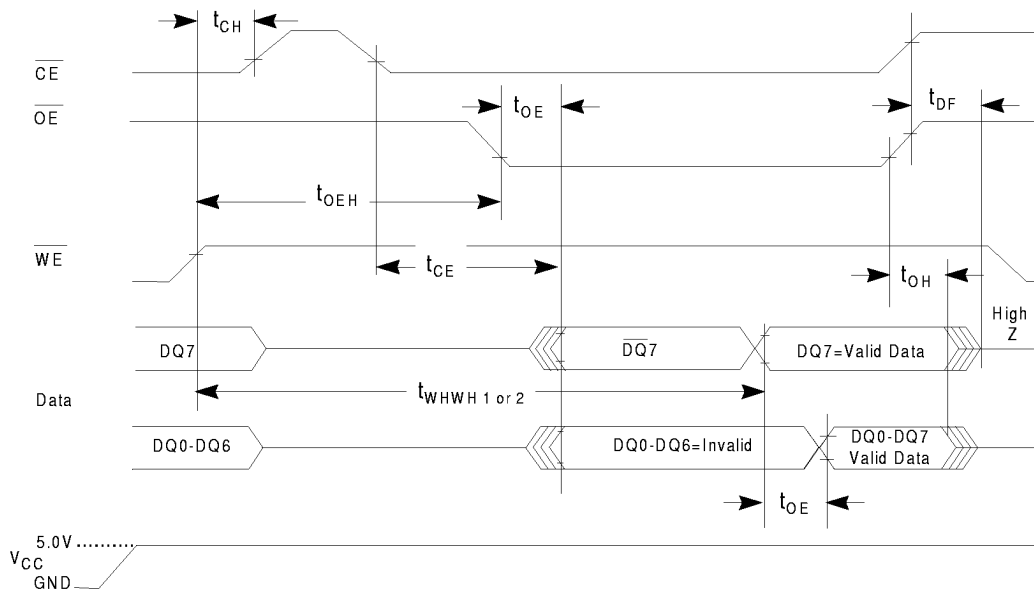 tCH
CE
tOE
tDF
OE
tOEH
WE
tCE
tOH
High
Z
DQ7
DQ7
DQ7=Valid Data
tWHWH 1 or 2
Data
DQ0-DQ6
DQ0-DQ6=Invalid
DQ0-DQ7
Valid Data
tOE
5.0V
VCC
GND